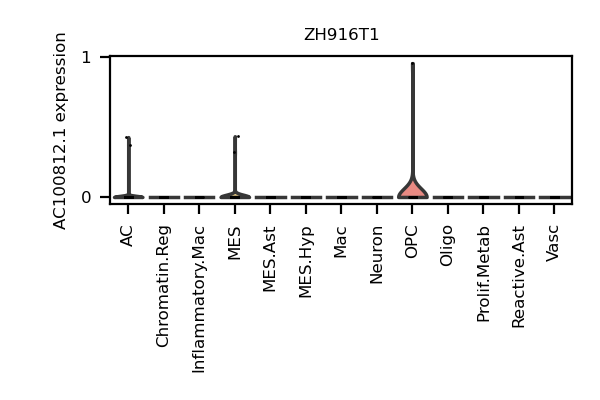 ZH916T1
AC100812.1 expression
1
0
AC
Chromatin.Reg
Inflammatory.Mac
MES
MES.Ast
MES.Hyp
Mac
Neuron
OPC
Oligo
Prolif.Metab
Reactive.Ast
Vasc